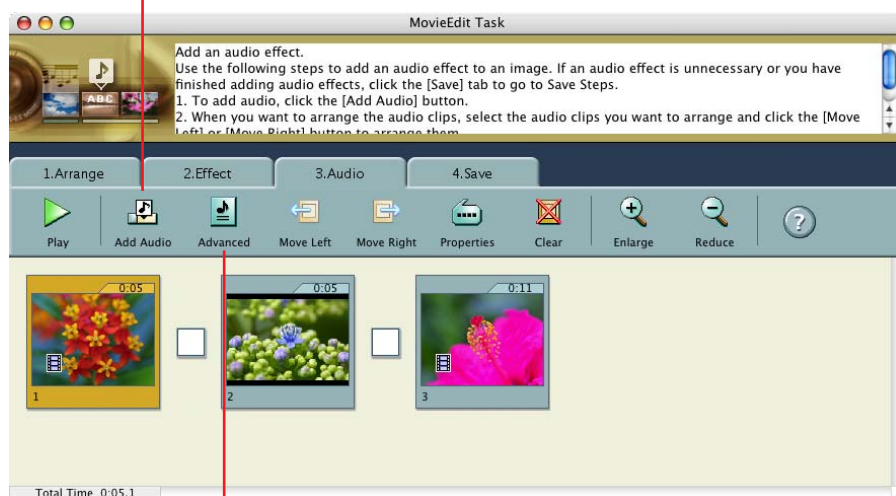 MovieEdit Task
Add an audio effect.
Use the following steps to add an audio effect to an image. If an audio effect is unnecessary or you have
finished adding audio effects, click the [Save] tab to go to Save Steps.
1. To add audio, click the [Add Audio] button.
2. When you want to arrange the audio clips, select the audio clips you want to arrange and click the [Move
Left] or [Move Right] button to arrange them.
ABC
1.Arrange 2.Effect 3.Audio 4.Save
Play Add Audio Advanced Move Left Move Right Properties Clear Enlarge Reduce ?
0:05 0:05 0:11
1 2 3
Total Time 0:05.1